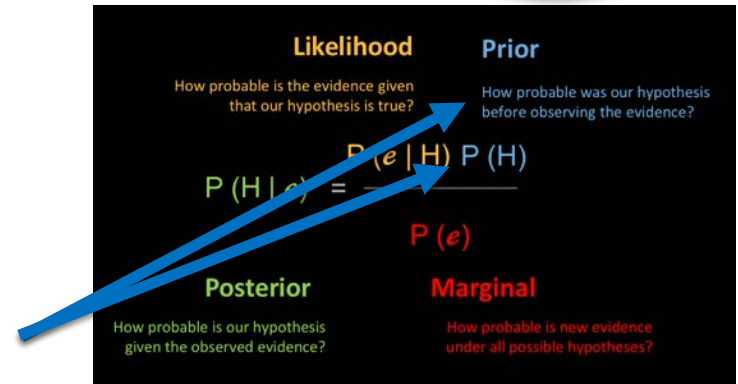 Likelihood
How probable is the evidence given
that our hypothesis is true?
Prior
How probable was our hypothesis
before observing the evidence?
P (H | e) = P (e | H) P (H)
P (e)
Posterior
How probable is our hypothesis
given the observed evidence?
Marginal
How probable is new evidence
under all possible hypotheses?